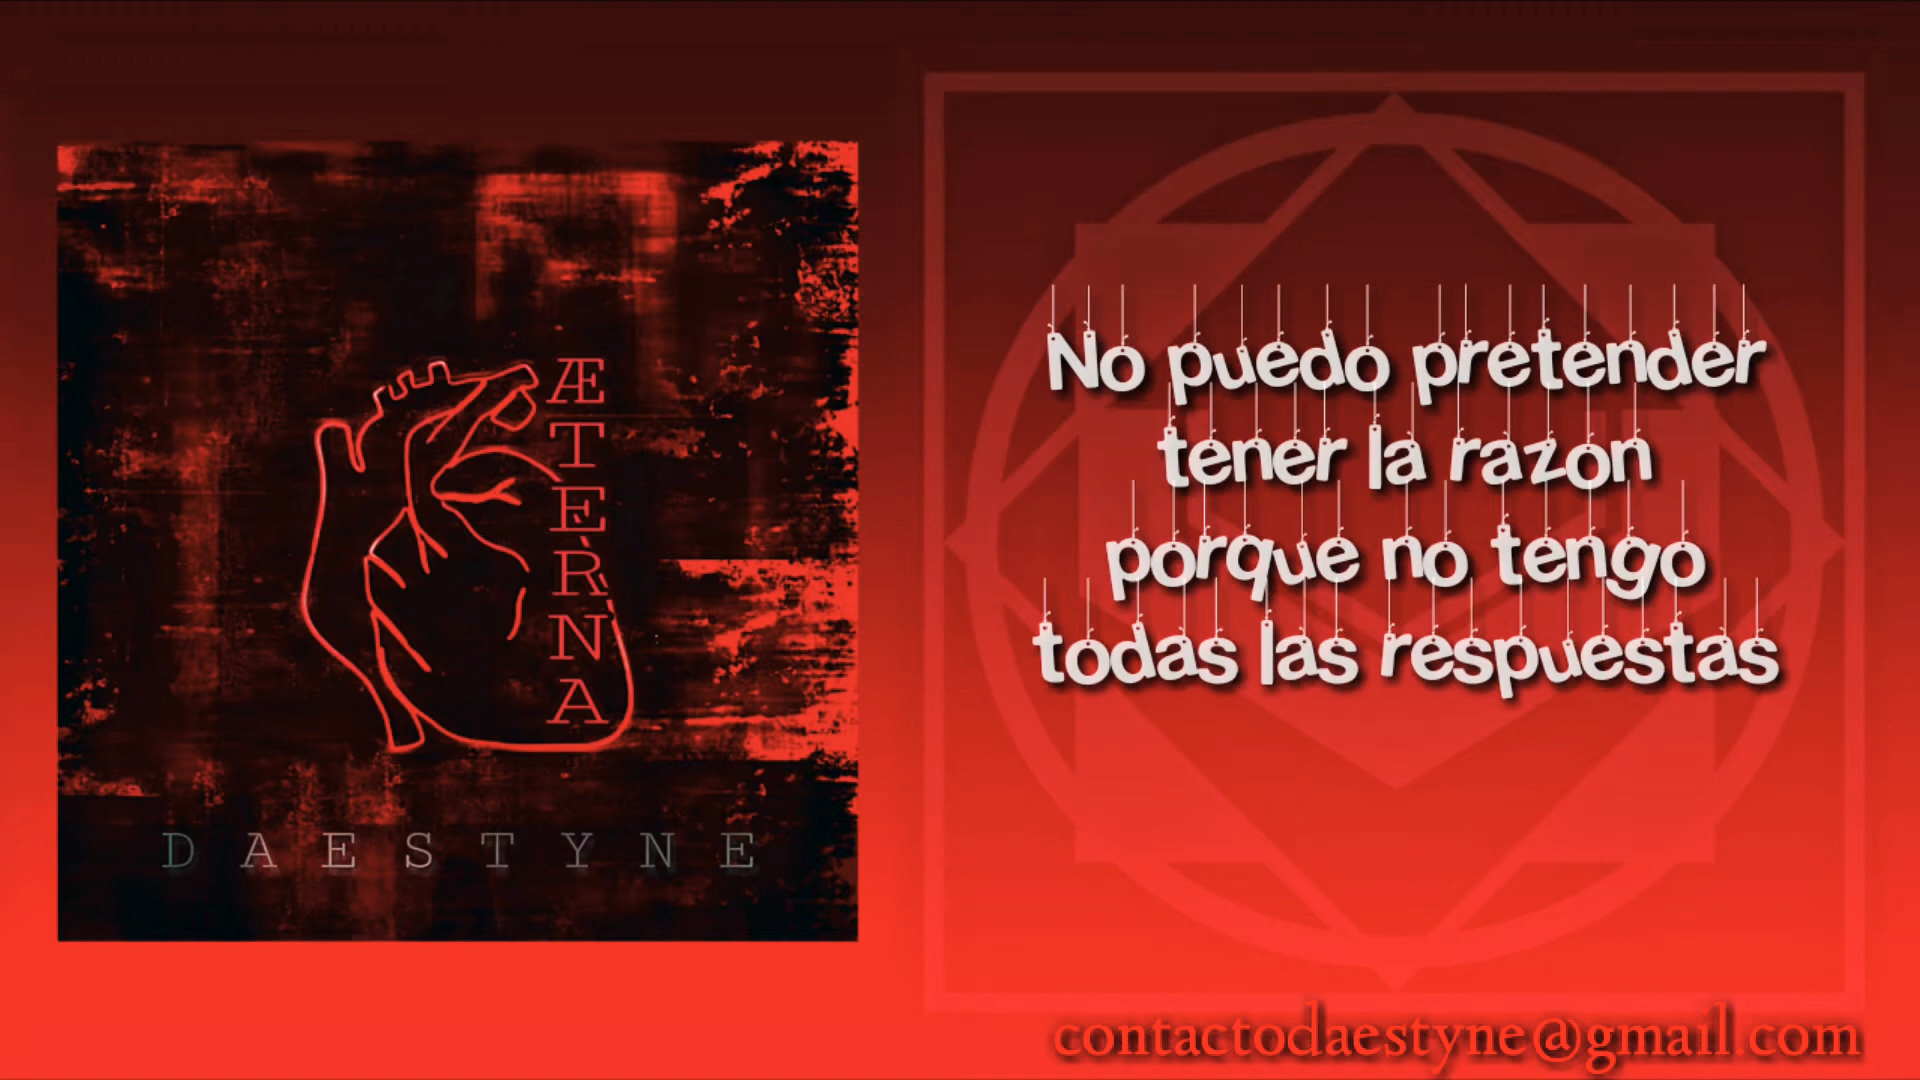 ÆTERNA
DAESTYNE
No puedo pretender
tener la razon
porque no tengo
todas las respuestas
contactodaestyne@gmail.com